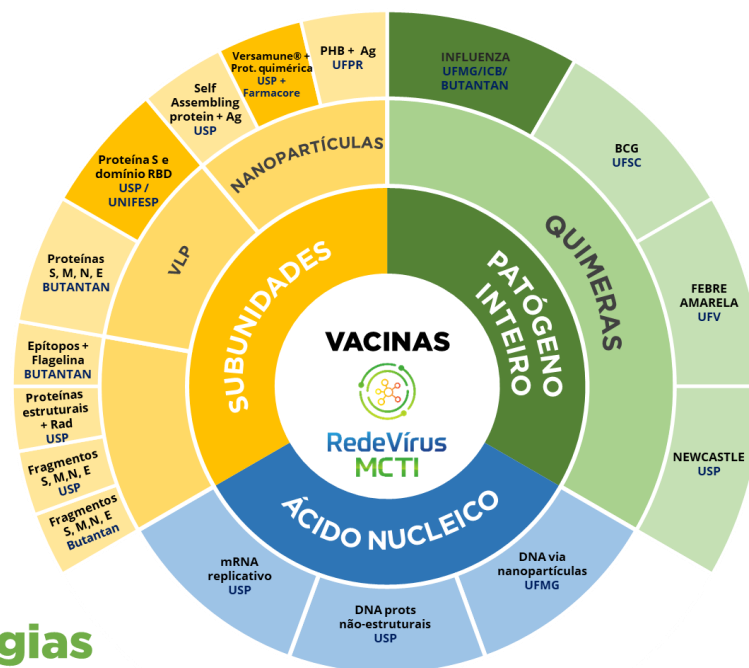 VACINAS
RedeVírus
MCTI
SUBUNIDADES
PATÓGENO
INTEIRO
ÁCIDO NUCLEICO
VLP
NANOPARTÍCULAS
QUIMERAS
INFLUENZA
UFMG/ICB/
BUTANTAN
BCG
UFSC
FEBRE
AMARELA
UFV
NEWCASTLE
USP
DNA via
nanopartículas
UFMG
DNA prots
não-estruturais
USP
mRNA
replicativo
USP
Fragmentos
S, M,N, E
Butantan
Fragmentos
S, M,N, E
USP
Proteínas
estruturais
+ Rad
USP
Epítopos +
Flagelina
BUTANTAN
Proteínas
S, M, N, E
BUTANTAN
Proteína S e
domínio RBD
USP /
UNIFESP
Self
Assembling
protein + Ag
USP
Versamune® +
Prot. quimérica
USP +
Farmacore
PHB + Ag
UFPR
gias